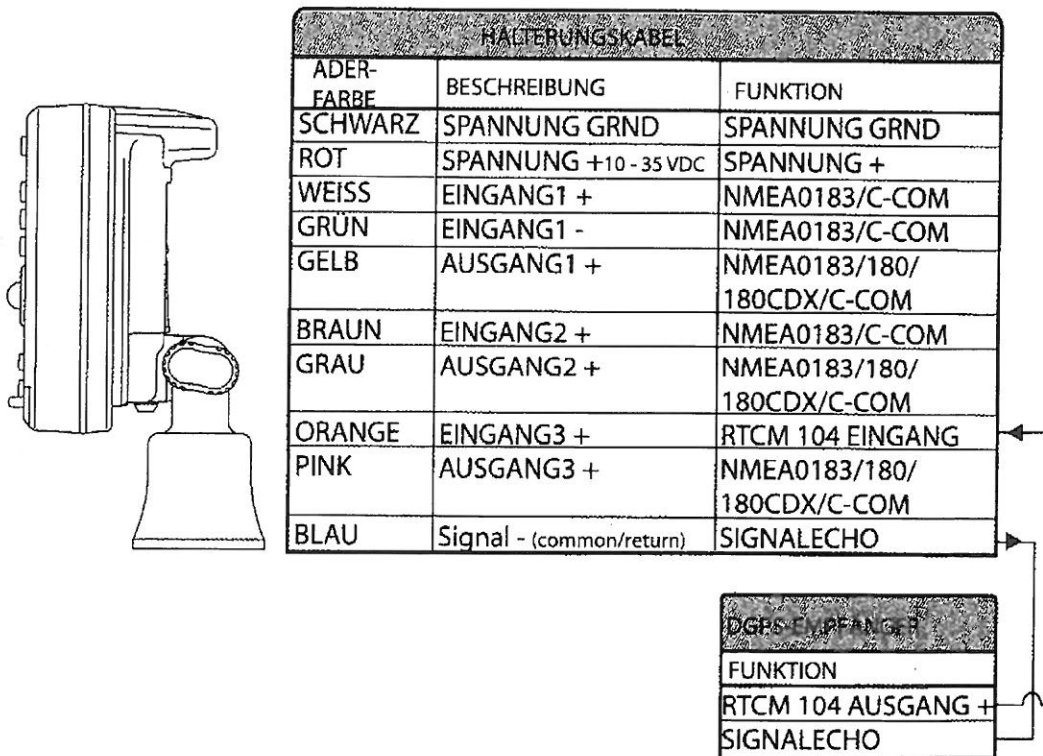 HALTERUNGSKABEL
ADER-
FARBE BESCHREIBUNG FUNKTION
SCHWARZ SPANNUNG GRND SPANNUNG GRND
ROT SPANNUNG +10 - 35 VDC SPANNUNG +
WEISS EINGANG1 + NMEA0183/C-COM
GRÜN EINGANG1 - NMEA0183/C-COM
GELB AUSGANG1 + NMEA0183/180/
180CDX/C-COM
BRAUN EINGANG2 + NMEA0183/C-COM
GRAU AUSGANG2 + NMEA0183/180/
180CDX/C-COM
ORANGE EINGANG3 + RTCM 104 EINGANG
PINK AUSGANG3 + NMEA0183/180/
180CDX/C-COM
BLAU Signal - (common/return) SIGNALECHO
DGPS-EMPFÄNGER
FUNKTION
RTCM 104 AUSGANG +
SIGNALECHO